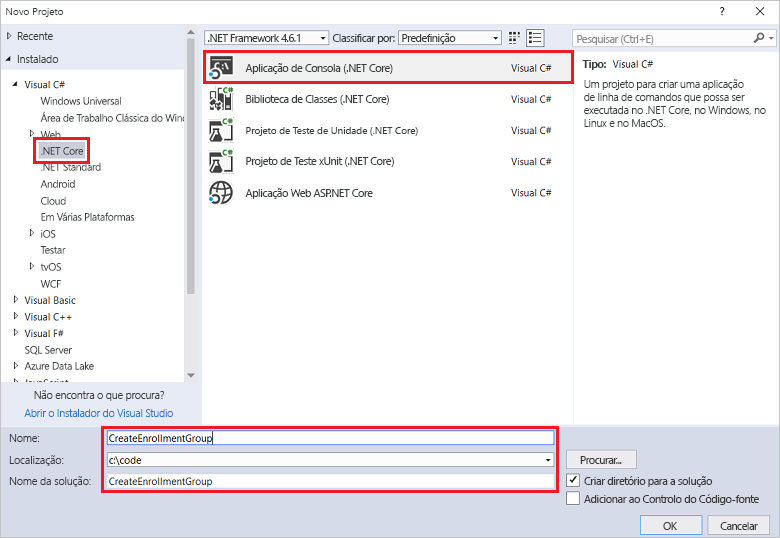 Novo Projeto
? 
Recente
Instalado
Visual C#
Windows Universal
Área de Trabalho Clássica do Wind
Web
.NET Core
.NET Standard
Android
Cloud
Em Várias Plataformas
iOS
Testar
tvOS
WCF
Visual Basic
Visual C++
Visual F#
SQL Server
Azure Data Lake
JavaScript
Não encontra o que procura?
Abrir o Instalador do Visual Studio
.NET Framework 4.6.1 Classificar por: Predefinição
Aplicação de Consola (.NET Core) Visual C#
Biblioteca de Classes (.NET Core) Visual C#
Projeto de Teste de Unidade (.NET Core) Visual C#
Projeto de Teste xUnit (.NET Core) Visual C#
Aplicação Web ASP.NET Core Visual C#
Pesquisar (Ctrl+E)
Tipo: Visual C#
Um projeto para criar uma aplicação
de linha de comandos que possa ser
executada no .NET Core, no Windows, no
Linux e no MacOS.
Nome: CreateEnrollmentGroup
Localização: c:\code
Procurar...
Nome da solução: CreateEnrollmentGroup
Criar diretório para a solução
Adicionar ao Controlo do Código-fonte
OK Cancelar